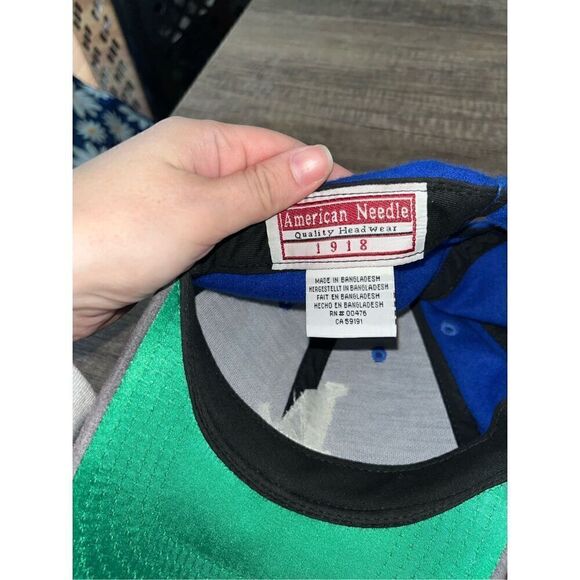 American Needle
Quality Headwear
1918
MADE IN BANGLADESH
HERGESTELLT IN BANGLADESH
FAIT EN BANGLADESH
HECHO EN BANGLADESH
RN# 00476
CA 59191